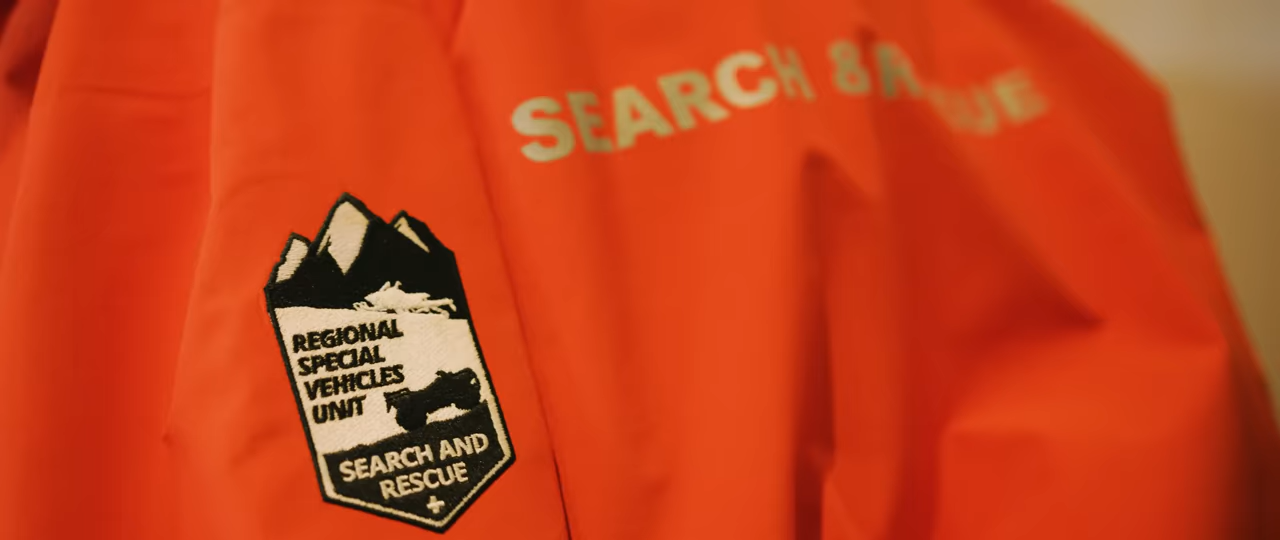 SEARCH &
REGIONAL
SPECIAL
VEHICLES
UNIT
SEARCH AND
RESCUE